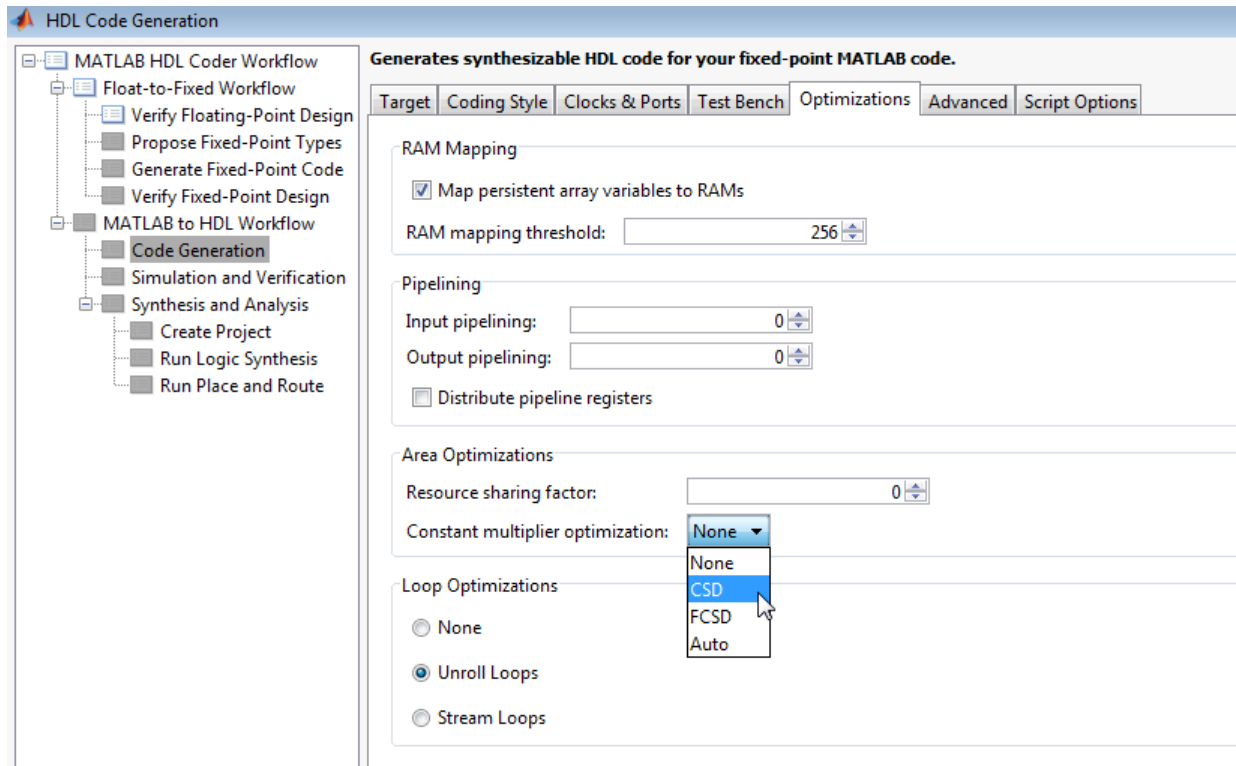 HDL Code Generation
MATLAB HDL Coder Workflow
Float-to-Fixed Workflow
Verify Floating-Point Design
Propose Fixed-Point Types
Generate Fixed-Point Code
Verify Fixed-Point Design
MATLAB to HDL Workflow
Code Generation
Simulation and Verification
Synthesis and Analysis
Create Project
Run Logic Synthesis
Run Place and Route
Generates synthesizable HDL code for your fixed-point MATLAB code.
Target Coding Style Clocks & Ports Test Bench Optimizations Advanced Script Options
RAM Mapping
Map persistent array variables to RAMs
RAM mapping threshold: 256
Pipelining
Input pipelining: 0
Output pipelining: 0
Distribute pipeline registers
Area Optimizations
Resource sharing factor: 0
Constant multiplier optimization: None
None
CSD
FCSD
Auto
Loop Optimizations
None
Unroll Loops
Stream Loops